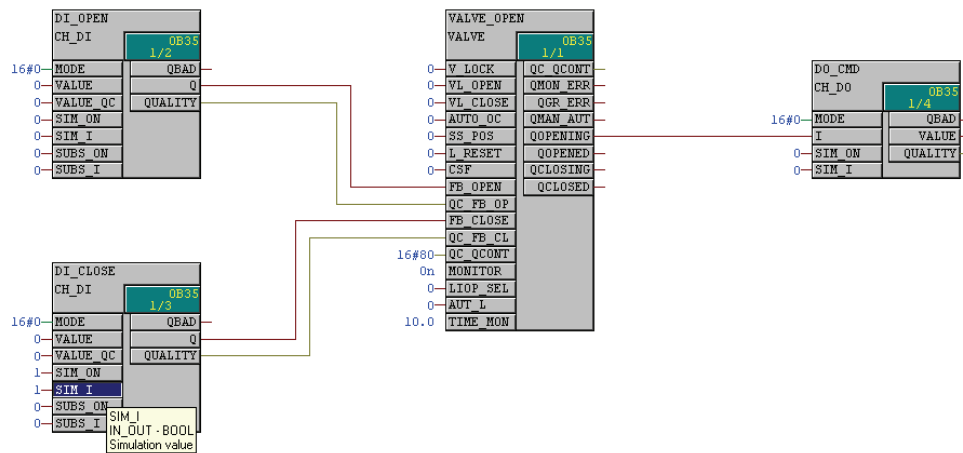 DI_OPEN
CH_DI
OB35
1/2
16#0 MODE QBAD
0 VALUE Q
0 VALUE_QC QUALITY
0 SIM_ON
0 SIM_I
0 SUBS_ON
0 SUBS_I
VALVE_OPEN
VALVE
OB35
1/1
0 V_LOCK QC_QCONT
0 VL_OPEN QMON_ERR
0 VL_CLOSE QGR_ERR
0 AUTO_OC QMAN_AUT
0 SS_POS QOPENING
0 L_RESET QOPENED
0 CSF QCLOSING
FB_OPEN QCLOSED
QC_FB_OP
FB_CLOSE
QC_FB_CL
16#80 QC_QCONT
0n MONITOR
0 LIOP_SEL
0 AUT_L
10.0 TIME_MON
DO_CMD
CH_DO
OB35
1/4
16#0 MODE QBAD
I VALUE
0 SIM_ON QUALITY
0 SIM_I
DI_CLOSE
CH_DI
OB35
1/3
16#0 MODE QBAD
0 VALUE Q
0 VALUE_QC QUALITY
1 SIM_ON
1 SIM_I
0 SUBS_ON
0 SUBS_I
SIM_I
IN_OUT - BOOL
Simulation value